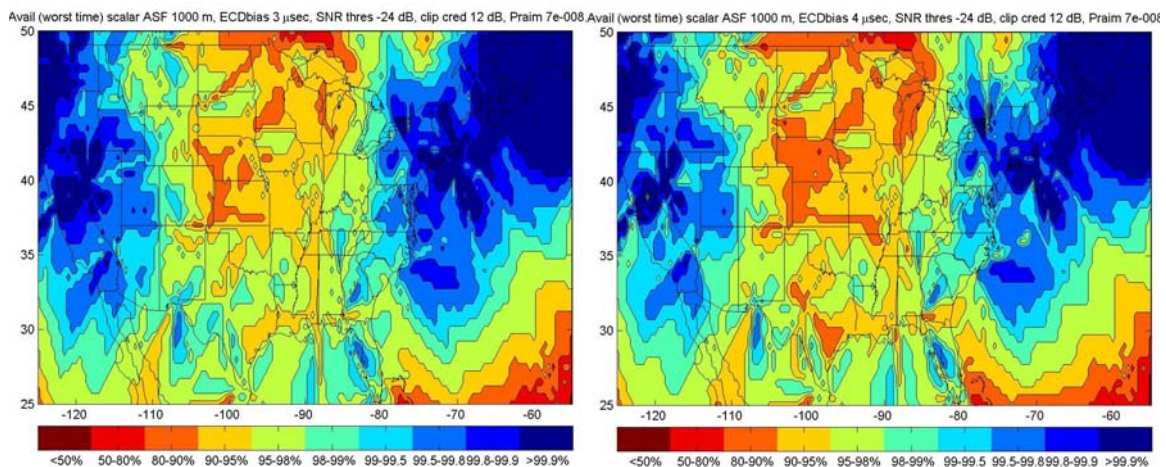 Avail (worst time) scalar ASF 1000 m, ECDbias 3 µsec, SNR thres -24 dB, clip cred 12 dB, Praim 7e-008
Avail (worst time) scalar ASF 1000 m, ECDbias 4 µsec, SNR thres -24 dB, clip cred 12 dB, Praim 7e-008
50
45
40
35
30
25
-120 -110 -100 -90 -80 -70 -60
<50% 50-80% 80-90% 90-95% 95-98% 98-99% 99-99.5 99.5-99.8 99.8-99.9 >99.9%
50
45
40
35
30
25
-120 -110 -100 -90 -80 -70 -60
<50% 50-80% 80-90% 90-95% 95-98% 98-99% 99-99.5 99.5-99.8 99.8-99.9 >99.9%